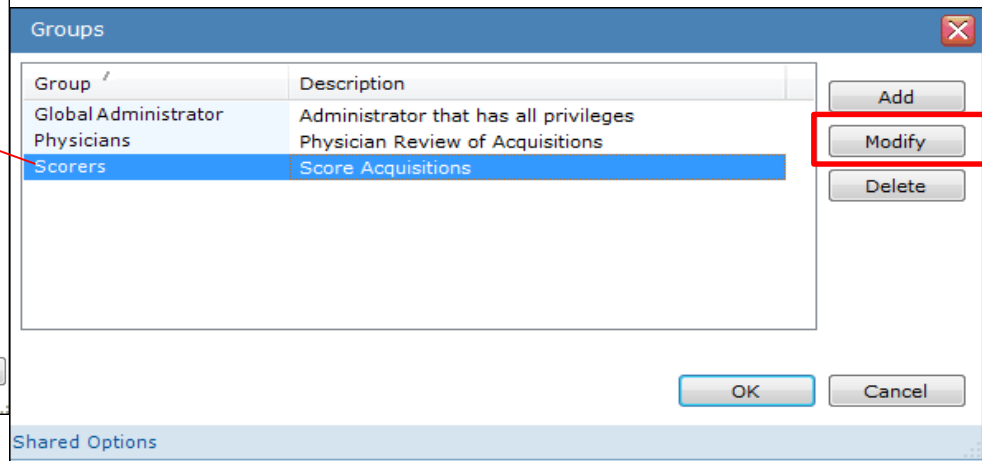 Groups
Group Description
Global Administrator Administrator that has all privileges
Physicians Physician Review of Acquisitions
Scorers Score Acquisitions
Add
Modify
Delete
OK Cancel
Shared Options